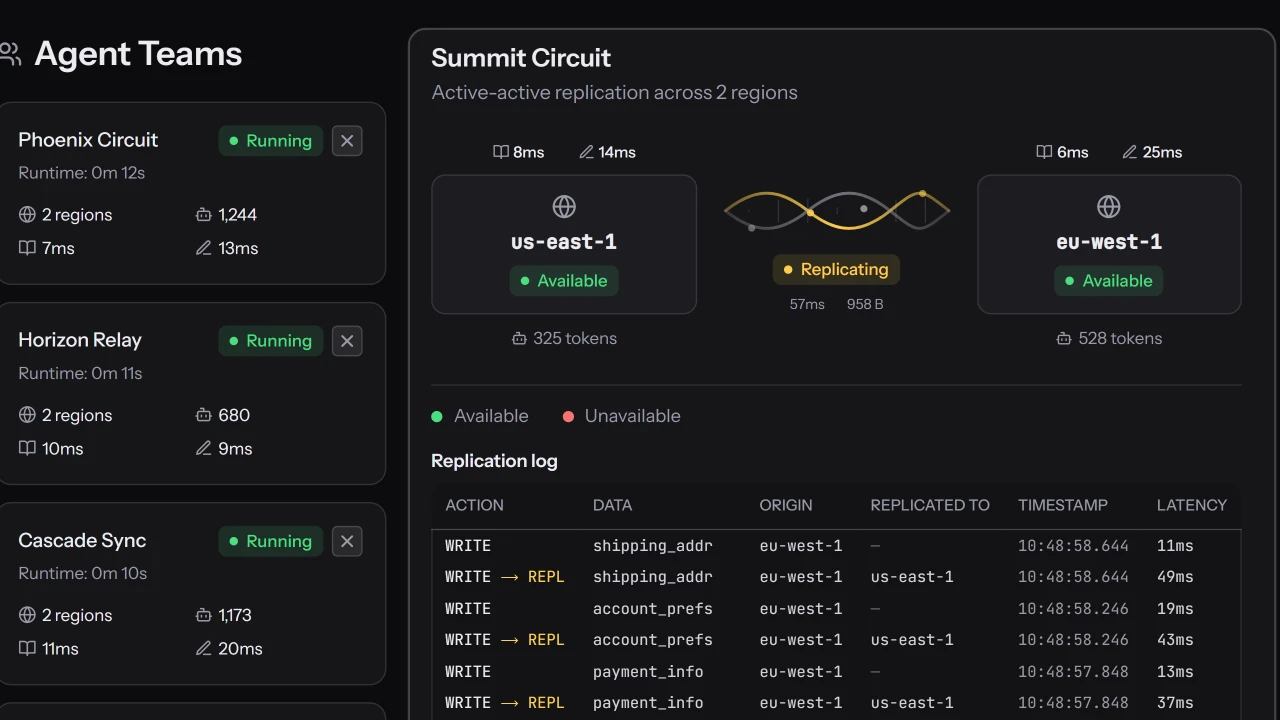 Agent Teams
Phoenix Circuit
Running
Runtime: 0m 12s
2 regions
1,244
7ms
13ms
Horizon Relay
Running
Runtime: 0m 11s
2 regions
680
10ms
9ms
Cascade Sync
Running
Runtime: 0m 10s
2 regions
1,173
11ms
20ms
Summit Circuit
Active-active replication across 2 regions
8ms 14ms
us-east-1
Available
325 tokens
Replicating
57ms 958 B
6ms 25ms
eu-west-1
Available
528 tokens
Available Unavailable
Replication log
ACTION DATA ORIGIN REPLICATED TO TIMESTAMP LATENCY
WRITE shipping_addr eu-west-1 — 10:48:58.644 11ms
WRITE → REPL shipping_addr eu-west-1 us-east-1 10:48:58.644 49ms
WRITE account_prefs eu-west-1 — 10:48:58.246 19ms
WRITE → REPL account_prefs eu-west-1 us-east-1 10:48:58.246 43ms
WRITE payment_info eu-west-1 — 10:48:57.848 13ms
WRITE → REPL payment_info eu-west-1 us-east-1 10:48:57.848 37ms